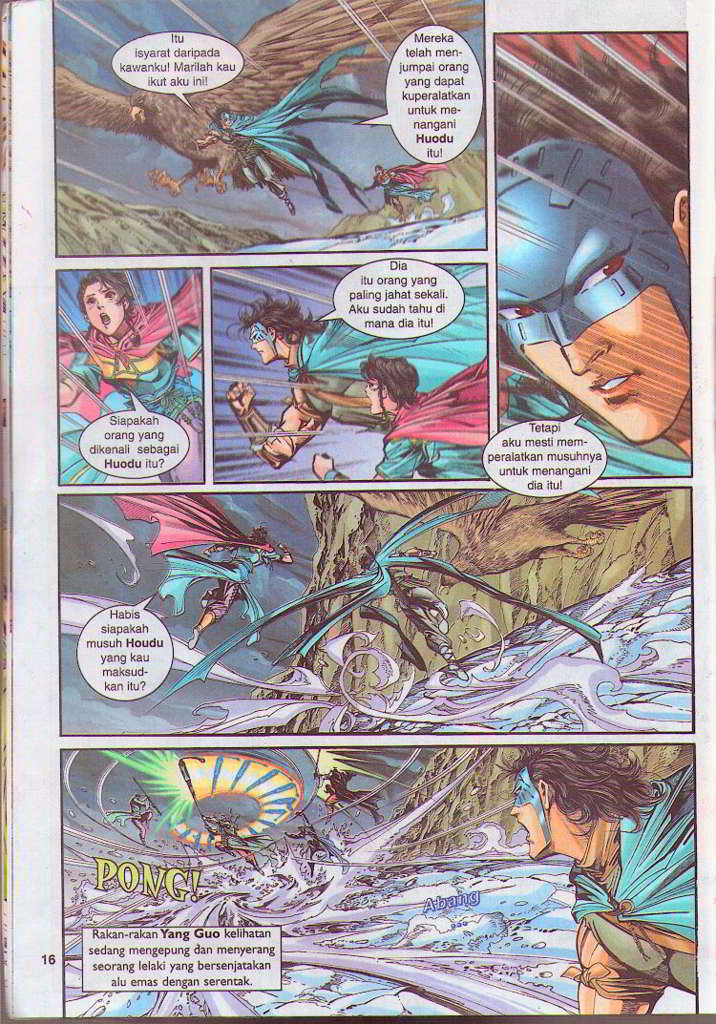 Itu
isyarat daripada
kawanku! Marilah kau
ikut aku ini!
Mereka
telah men-
jumpai orang
yang dapat
kuperalatkan
untuk me-
nangani
Huodu
itu!
Tetapi
aku mesti mem-
peralatkan musuhnya
untuk menangani
dia itu!
Siapakah
orang yang
dikenali sebagai
Huodu itu?
Dia
itu orang yang
paling jahat sekali.
Aku sudah tahu di
mana dia itu!
Habis
siapakah
musuh Houdu
yang kau
maksud-
kan itu?
PONG!
Abang
Rakan-rakan Yang Guo kelihatan
sedang mengepung dan menyerang
seorang lelaki yang bersenjatakan
alu emas dengan serentak.
16